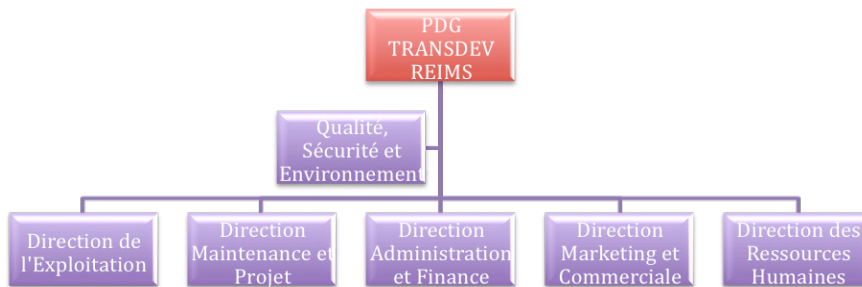 PDG
TRANSDEV
REIMS
Qualité,
Sécurité et
Environnement
Direction de
l'Exploitation
Direction
Maintenance et
Projet
Direction
Administration
et Finance
Direction
Marketing et
Commerciale
Direction des
Ressources
Humaines